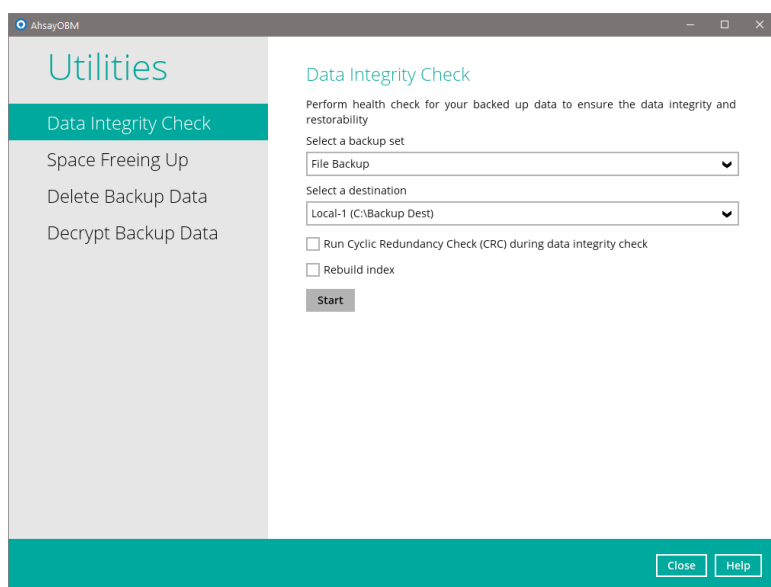 AhsayOBM
Utilities
Data Integrity Check
Space Freeing Up
Delete Backup Data
Decrypt Backup Data
Data Integrity Check
Perform health check for your backed up data to ensure the data integrity and
restorability
Select a backup set
File Backup
Select a destination
Local-1 (C:\Backup Dest)
Run Cyclic Redundancy Check (CRC) during data integrity check
Rebuild index
Start
Close
Help